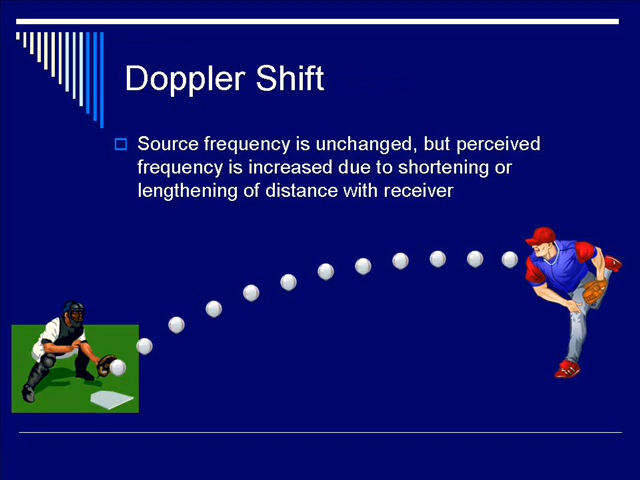 Doppler Shift
Source frequency is unchanged, but perceived
frequency is increased due to shortening or
lengthening of distance with receiver